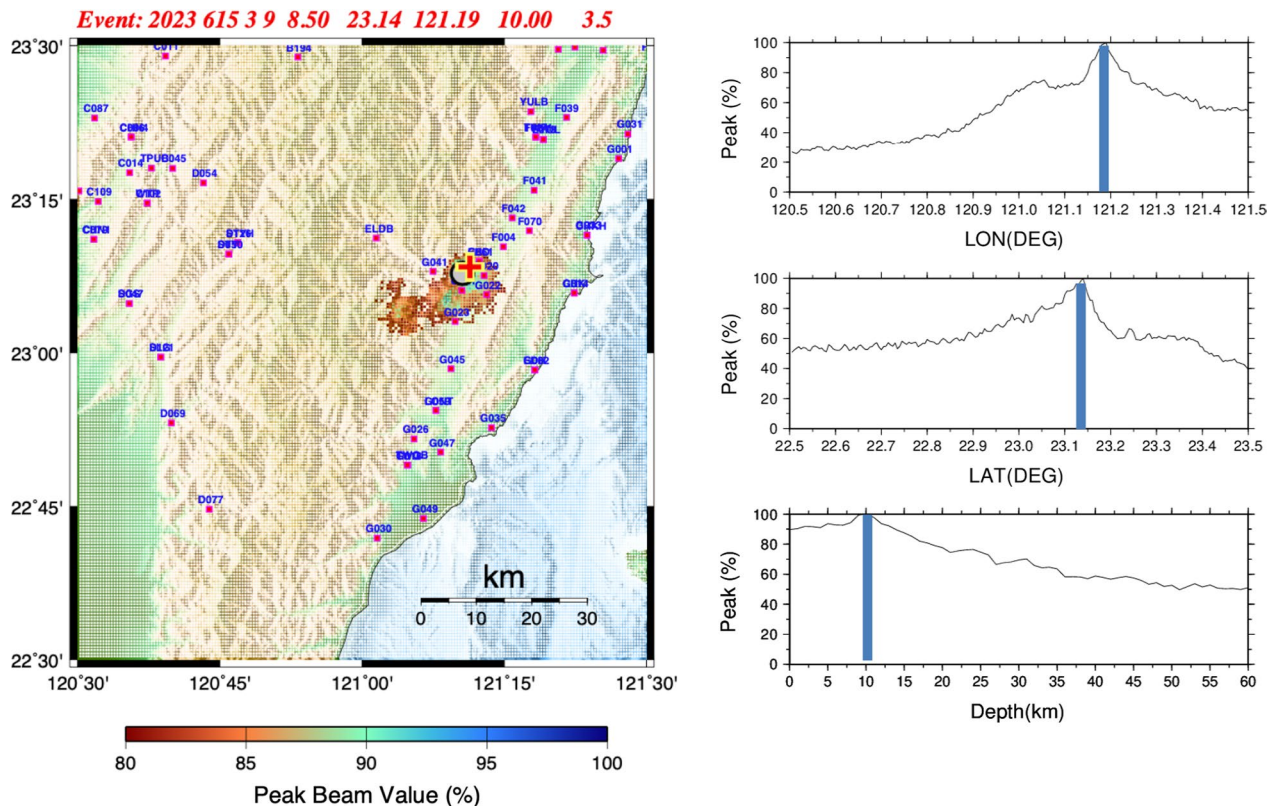 Event: 2023 615 3 9 8.50 23.14 121.19 10.00 3.5
23°30'
23°15'
23°00'
22°45'
22°30'
120°30' 120°45' 121°00' 121°15' 121°30'
C011 B194
C087 YULB F039
G031
G001
C014 TPUB D045
D054
C109
F041
F042
F070
ELDB
F004
G041
G022
G023
G045
D069
G035
G026
G047
D077
G049
G030
km
0 10 20 30
80 85 90 95 100
Peak Beam Value (%)
Peak (%)
100
80
60
40
20
0
120.5 120.6 120.7 120.8 120.9 121.0 121.1 121.2 121.3 121.4 121.5
LON(DEG)
Peak (%)
100
80
60
40
20
0
22.5 22.6 22.7 22.8 22.9 23.0 23.1 23.2 23.3 23.4 23.5
LAT(DEG)
Peak (%)
100
80
60
40
20
0
0 5 10 15 20 25 30 35 40 45 50 55 60
Depth(km)